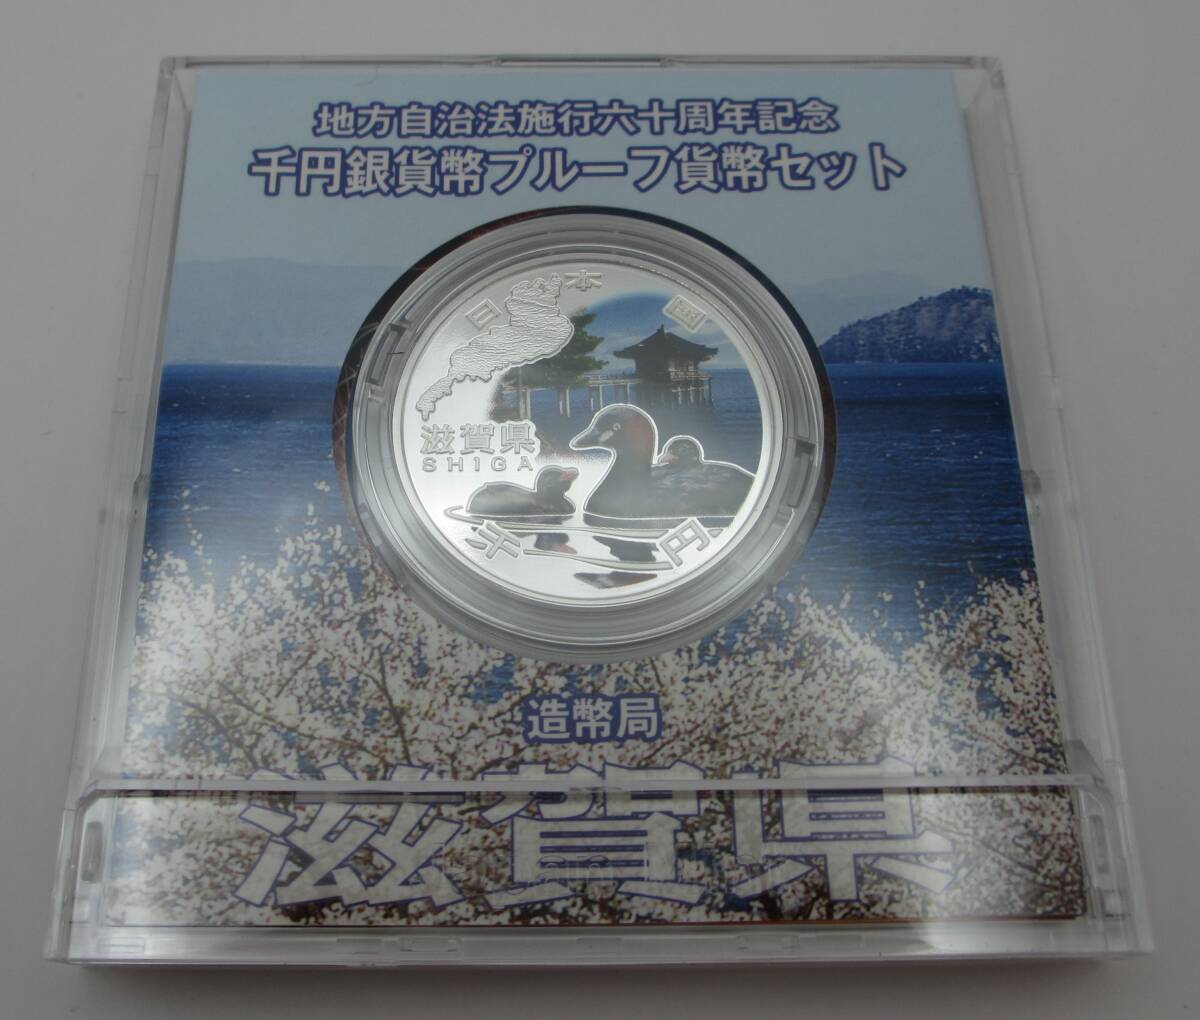 地方自治法施行六十周年記念
千円銀貨幣プルーフ貨幣セット
日本国
滋賀県
SHIGA
千円
造幣局
滋賀県